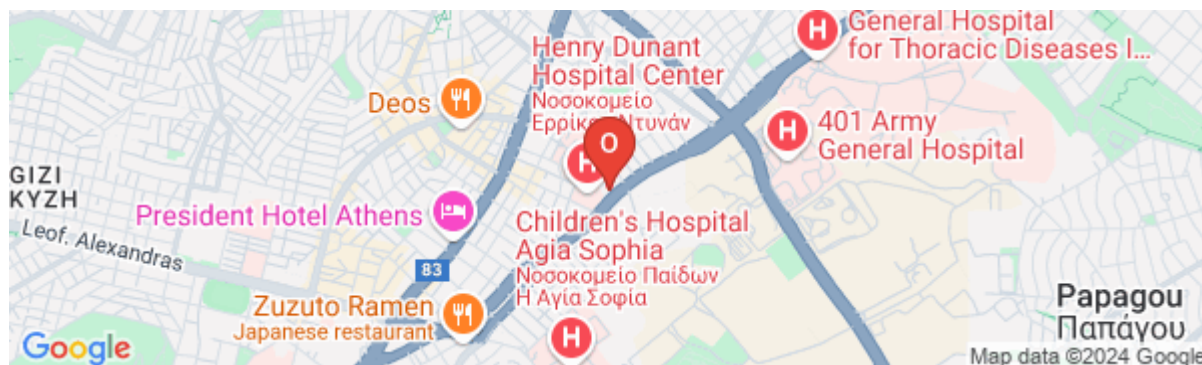 General Hospital
for Thoracic Diseases I...
Henry Dunant
Hospital Center
Νοσοκομείο
Ντυνάν
Deos
401 Army
General Hospital
GIZI
ΚΥΖΗ
President Hotel Athens
Leof. Alexandras
Children's Hospital
Agia Sophia
Νοσοκομείο Παίδων
Η Αγία Σοφία
83
Zuzuto Ramen
Japanese restaurant
Papagou
Παπάγου
H
H
H
H
O
Google
Map data ©2024 Google